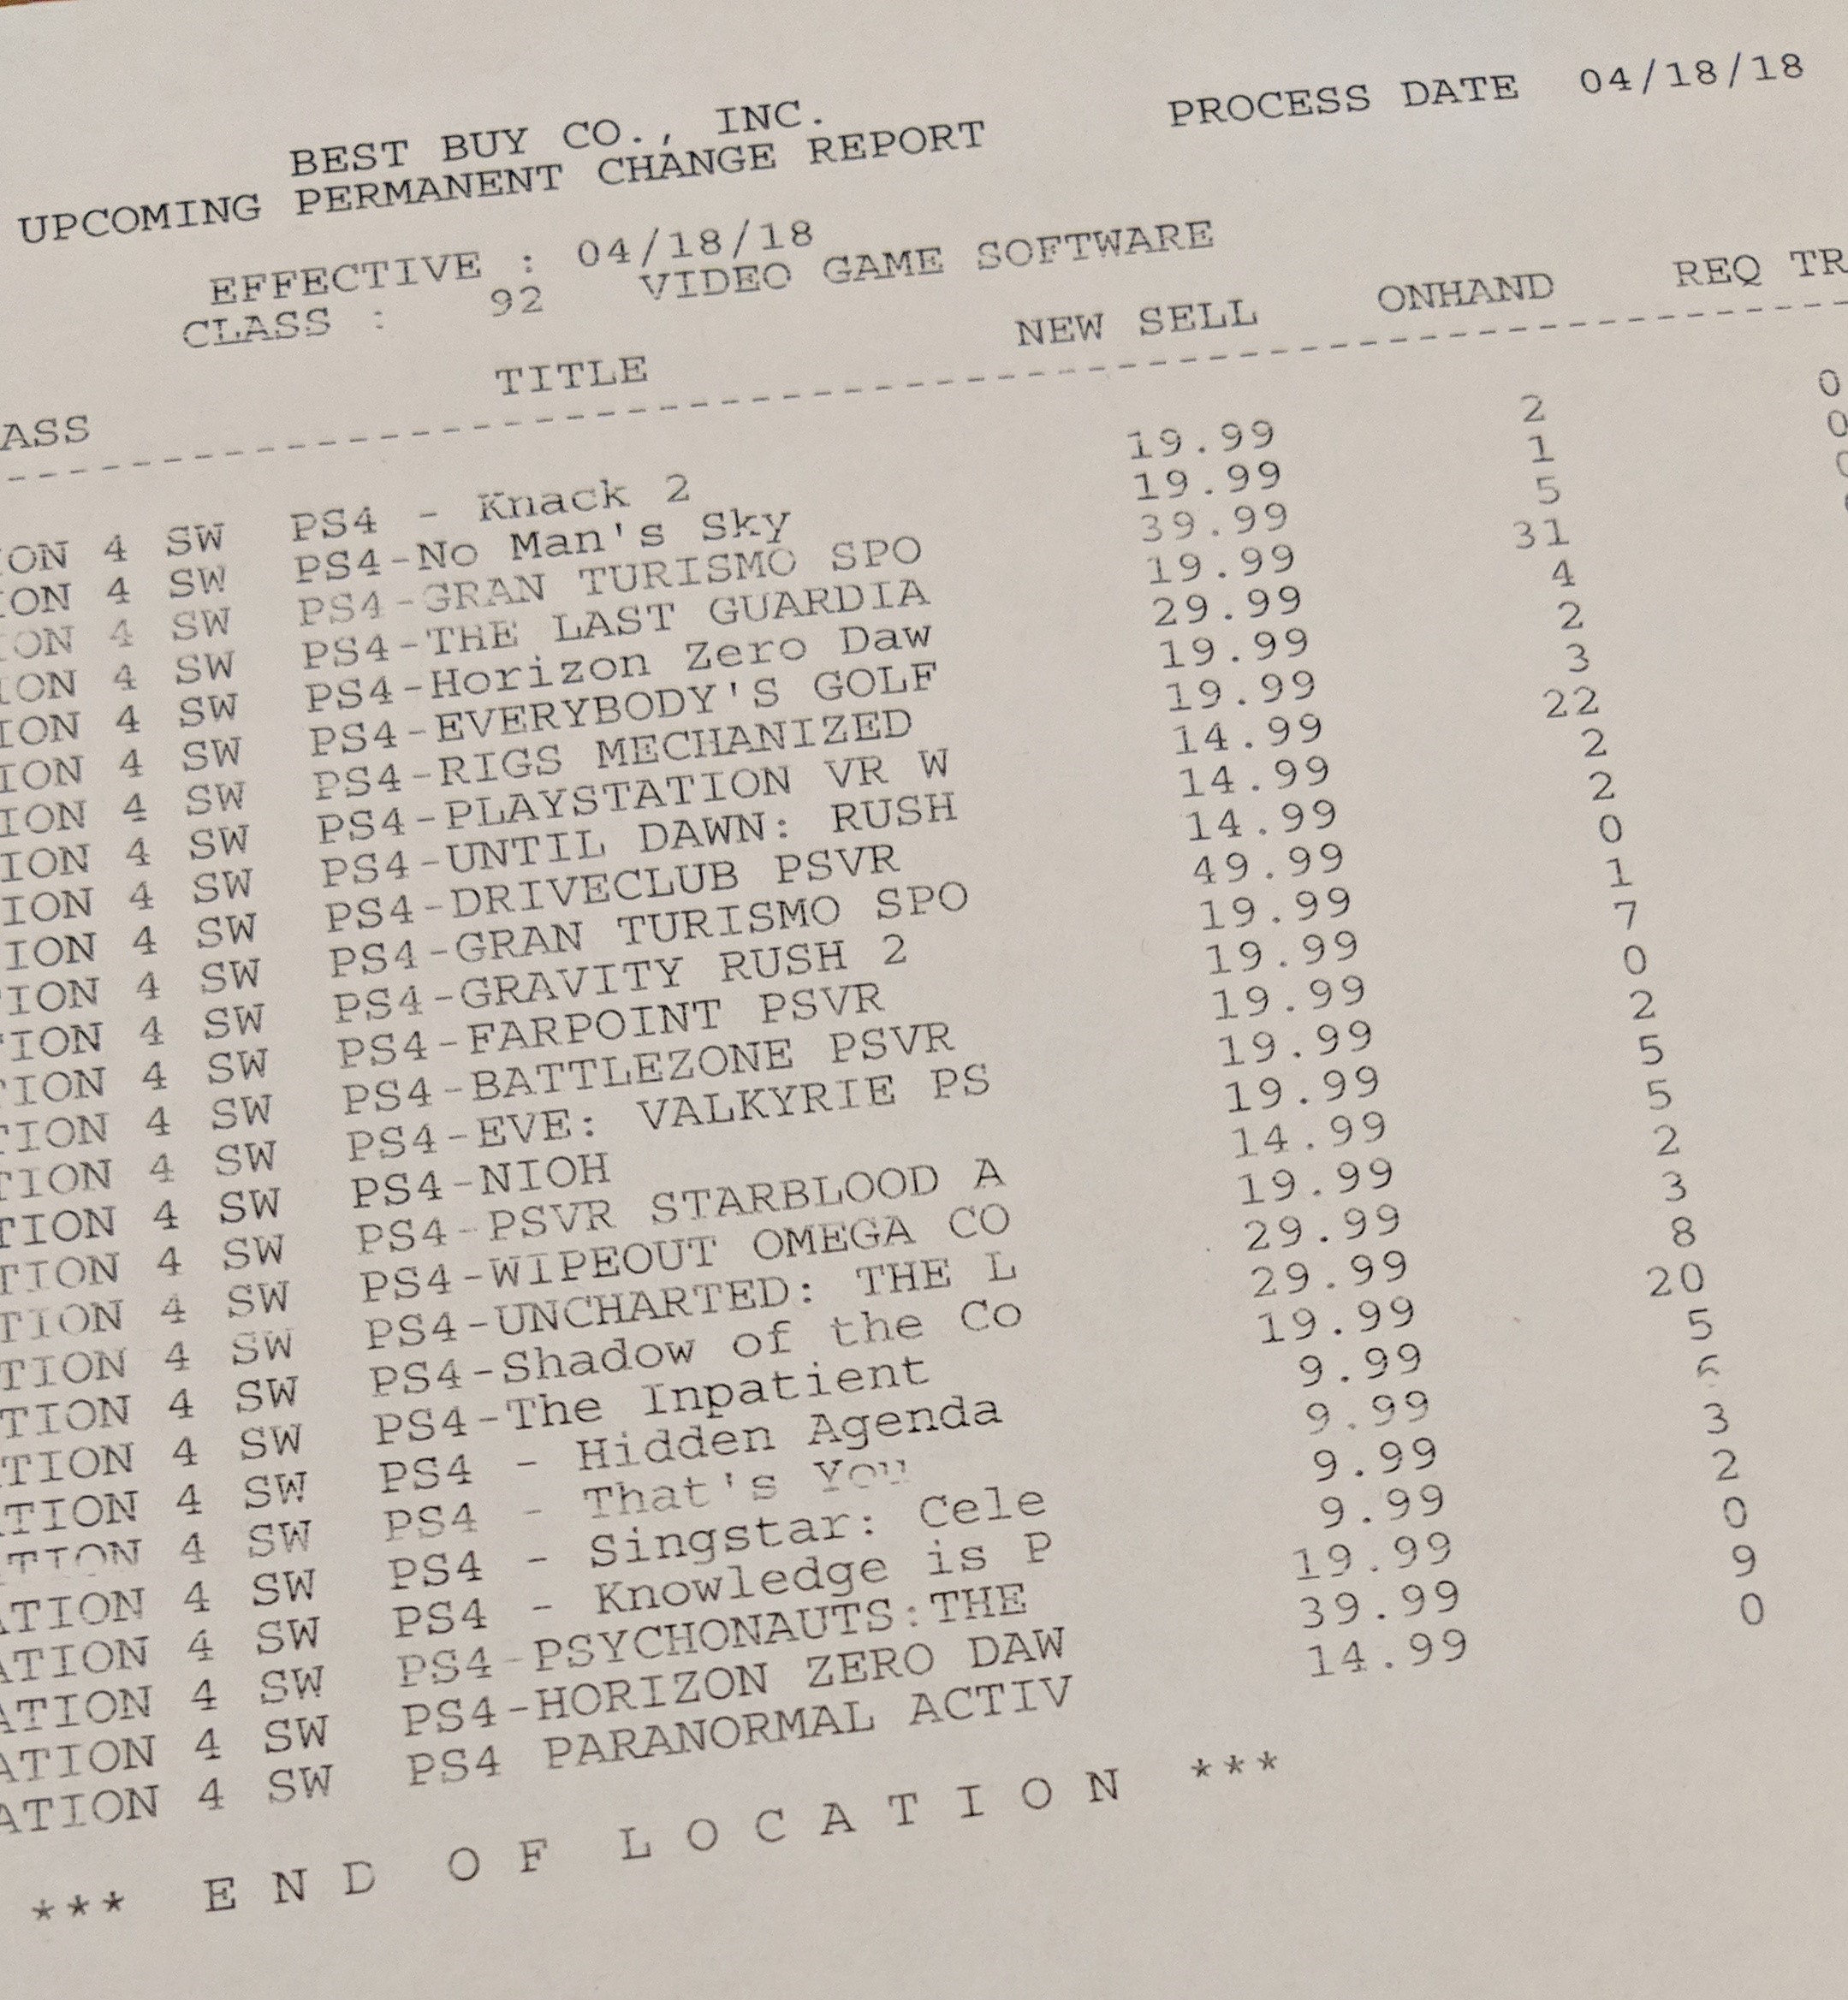 BEST BUY CO., INC. PROCESS DATE 04/18/18
UPCOMING PERMANENT CHANGE REPORT
EFFECTIVE : 04/18/18
CLASS : 92 VIDEO GAME SOFTWARE
ASS TITLE NEW SELL ONHAND REQ TR
ION 4 SW PS4 - Knack 2 19.99 2 0
ION 4 SW PS4-No Man's Sky 19.99 1 0
ION 4 SW PS4-GRAN TURISMO SPO 39.99 5
ION 4 SW PS4-THE LAST GUARDIA 19.99 31
ION 4 SW PS4-Horizon Zero Daw 29.99 4
ION 4 SW PS4-EVERYBODY'S GOLF 19.99 2
ION 4 SW PS4-RIGS MECHANIZED 19.99 3
ION 4 SW PS4-PLAYSTATION VR W 14.99 22
ION 4 SW PS4-UNTIL DAWN: RUSH 14.99 2
ION 4 SW PS4-DRIVECLUB PSVR 14.99 2
TION 4 SW PS4-GRAN TURISMO SPO 49.99 0
TION 4 SW PS4-GRAVITY RUSH 2 19.99 1
TION 4 SW PS4-FARPOINT PSVR 19.99 7
TION 4 SW PS4-BATTLEZONE PSVR 19.99 0
TION 4 SW PS4-EVE: VALKYRIE PS 19.99 2
TION 4 SW PS4-NIOH 19.99 5
TION 4 SW PS4-PSVR STARBLOOD A 14.99 5
TION 4 SW PS4-WIPEOUT OMEGA CO 19.99 2
TION 4 SW PS4-UNCHARTED: THE L 29.99 3
TION 4 SW PS4-Shadow of the Co 29.99 8
TION 4 SW PS4-The Inpatient 19.99 20
ATION 4 SW PS4 - Hidden Agenda 9.99 5
ATION 4 SW PS4 - That's You 9.99
ATION 4 SW PS4 - Singstar: Cele 9.99 3
ATION 4 SW PS4 - Knowledge is P 9.99 2
ATION 4 SW PS4-PSYCHONAUTS:THE 19.99 0
ATION 4 SW PS4-HORIZON ZERO DAW 39.99 9
ATION 4 SW PS4 PARANORMAL ACTIV 14.99 0
*** E N D O F L O C A T I O N ***